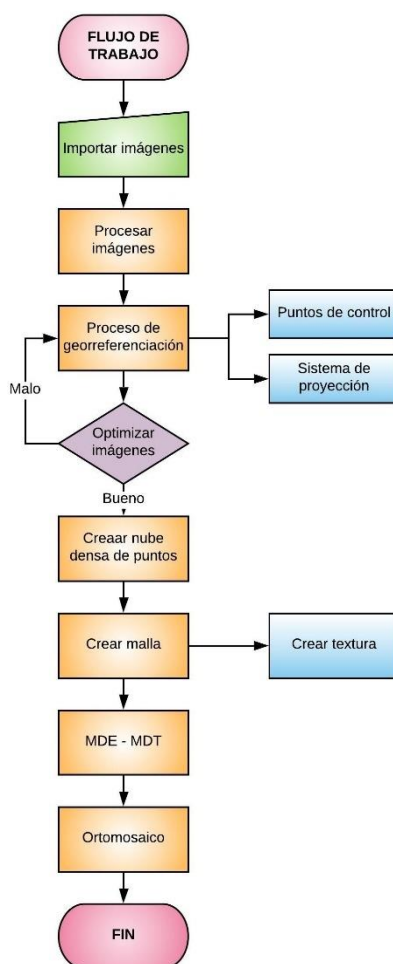 FLUJO DE
TRABAJO
Importar imágenes
Procesar
imágenes
Proceso de
georreferenciación
Puntos de control
Sistema de
proyección
Malo
Optimizar
imágenes
Bueno
Creaar nube
densa de puntos
Crear malla
Crear textura
MDE - MDT
Ortomosaico
FIN